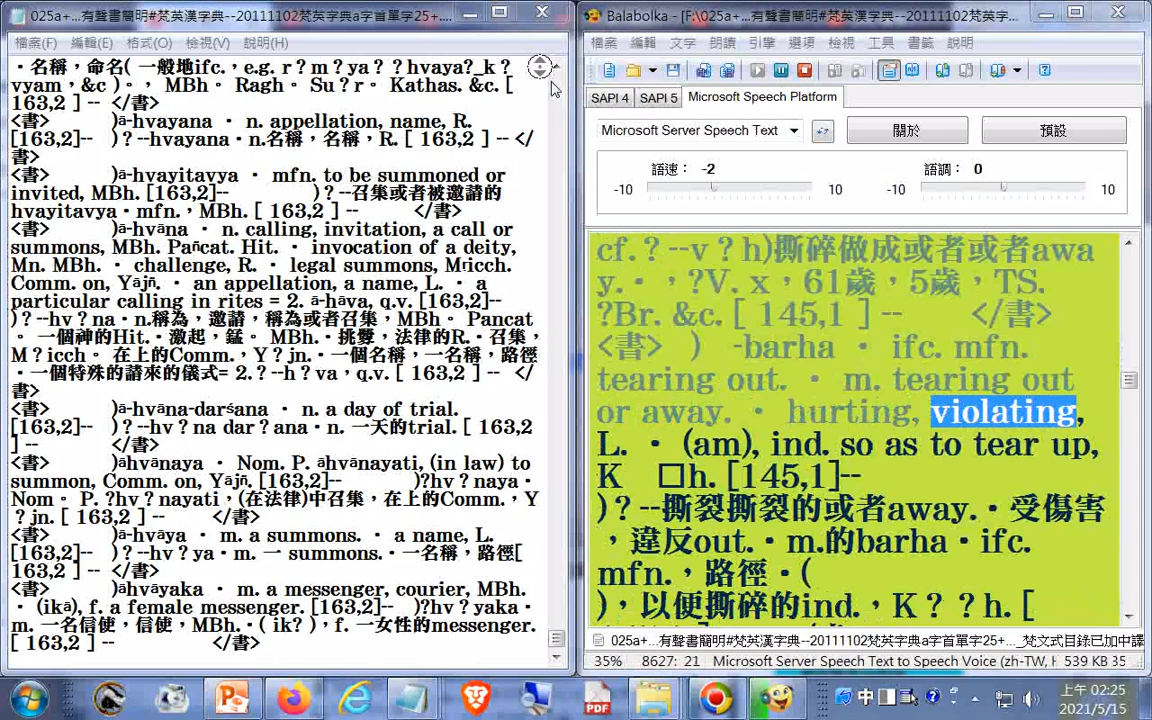 025a+...有聲書簡明#梵英漢字典--20111102梵英字典a字首單字25+...
檔案(F) 編輯(E) 格式(O) 檢視(V) 說明(H)
‧名稱，命名( 一般地ifc.，e.g. r？m？ya？？hvaya?_k？
vyam，&c )。， MBh。 Ragh。 Su？r。 Kathas. &c. [
163,2 ] -- </書>
<書> )ā-hvayana ‧ n. appellation, name, R.
[163,2]-- )？--hvayana‧n.名稱，名稱，R. [ 163,2 ] -- </
書>
<書> )ā-hvayitavya ‧ mfn. to be summoned or
invited, MBh. [163,2]-- )？--召集或者被邀請的
hvayitavya‧mfn.，MBh. [ 163,2 ] -- </書>
<書> )ā-hvāna ‧ n. calling, invitation, a call or
summons, MBh. Pañcat. Hit. ‧ invocation of a deity,
Mn. MBh. ‧ challenge, R. ‧ legal summons, Mṛicch.
Comm. on, Yājñ. ‧ an appellation, a name, L. ‧ a
particular calling in rites = 2. ā-hāva, q.v. [163,2]--
)？--hv？na‧n.稱為，邀請，稱為或者召集，MBh。 Pancat
。 一個神的Hit.‧激起，錳。 MBh.‧挑釁，法律的R.‧召集，
M？icch。 在上的Comm.，Y？jn.‧一個名稱，一名稱，路徑
‧一個特殊的請來的儀式= 2.？--h？va，q.v. [ 163,2 ] -- </
書>
<書> )ā-hvāna-darśana ‧ n. a day of trial.
[163,2]-- )？--hv？na dar？ana‧n.一天的trial. [ 163,2
] -- </書>
<書> )āhvānaya ‧ Nom. P. āhvānayati, (in law) to
summon, Comm. on, Yājñ. [163,2]-- )?hv？naya‧
Nom。 P. ?hv？nayati，(在法律)中召集，在上的Comm.，Y
？jn. [ 163,2 ] -- </書>
<書> )ā-hvāya ‧ m. a summons. ‧ a name, L.
[163,2]-- )？--hv？ya‧m. 一 summons.‧一名稱，路徑[
163,2 ] -- </書>
<書> )āhvāyaka ‧ m. a messenger, courier, MBh.
‧ (ikā), f. a female messenger. [163,2]-- )?hv？yaka‧
m. 一名信使，信使，MBh.‧( ik？)，f. 一女性的messenger.
[ 163,2 ] -- </書>
Balabolka - [F:\025a+...有聲書簡明#梵英漢字典--20111102梵英字...
檔案 編輯 文字 朗讀 引擎 選項 檢視 工具 書籤 說明
SAPI 4 SAPI 5 Microsoft Speech Platform
Microsoft Server Speech Text 關於 預設
語速： -2 語調： 0
-10 10 -10 10
cf.？--v？h)撕碎做成或者或者awa
y.‧，?V. x，61歲，5歲，TS.
?Br. &c. [ 145,1 ] -- </書>
<書> ) -barha ‧ ifc. mfn.
tearing out. ‧ m. tearing out
or away. ‧ hurting, violating,
L. ‧ (am), ind. so as to tear up,
K □h. [145,1]--
)？--撕裂撕裂的或者away.‧受傷害
，違反out.‧m.的barha‧ifc.
mfn.，路徑‧(
)，以便撕碎的ind.，K？？h. [
025a+...有聲書簡明#梵英漢字典--20111102梵英字典a字首單字25+..._梵文式目錄已加中譯
35% 8627: 21 Microsoft Server Speech Text to Speech Voice (zh-TW, H 539 KB 35
中
上午 02:25
2021/5/15